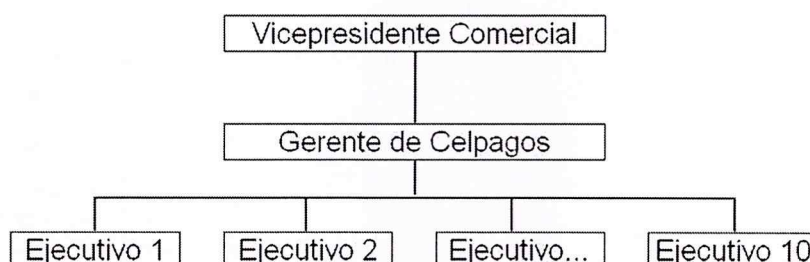 Vicepresidente Comercial
Gerente de Celpagos
Ejecutivo 1 Ejecutivo 2 Ejecutivo... Ejecutivo 10